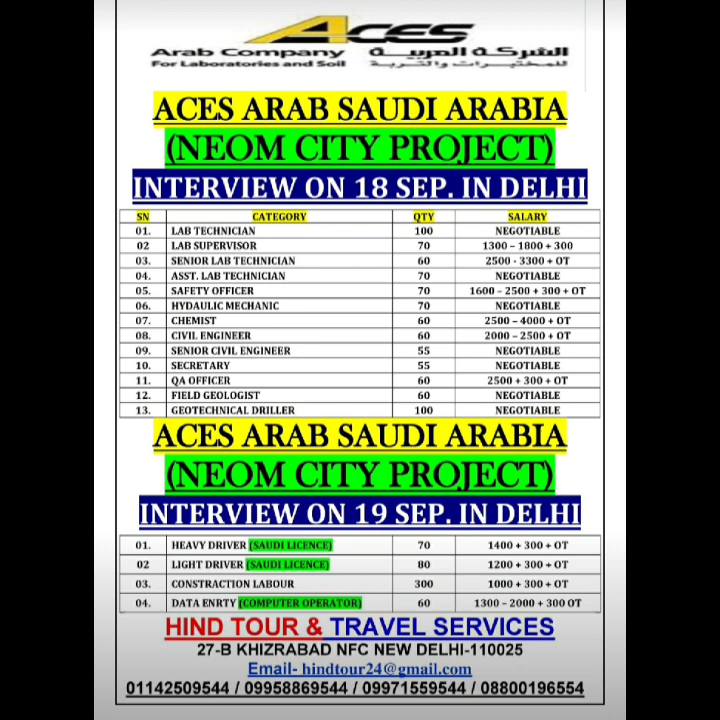 ACES
Arab Company الشركة العربية
For Laboratories and Soil للمختبرات والتربة
ACES ARAB SAUDI ARABIA
(NEOM CITY PROJECT)
INTERVIEW ON 18 SEP. IN DELHI
SN CATEGORY QTY SALARY
01. LAB TECHNICIAN 100 NEGOTIABLE
02 LAB SUPERVISOR 70 1300 – 1800 + 300
03. SENIOR LAB TECHNICIAN 60 2500 - 3300 + OT
04. ASST. LAB TECHNICIAN 70 NEGOTIABLE
05. SAFETY OFFICER 70 1600 – 2500 + 300 + OT
06. HYDAULIC MECHANIC 70 NEGOTIABLE
07. CHEMIST 60 2500 – 4000 + OT
08. CIVIL ENGINEER 60 2000 – 2500 + OT
09. SENIOR CIVIL ENGINEER 55 NEGOTIABLE
10. SECRETARY 55 NEGOTIABLE
11. QA OFFICER 60 2500 + 300 + OT
12. FIELD GEOLOGIST 60 NEGOTIABLE
13. GEOTECHNICAL DRILLER 100 NEGOTIABLE
ACES ARAB SAUDI ARABIA
(NEOM CITY PROJECT)
INTERVIEW ON 19 SEP. IN DELHI
01. HEAVY DRIVER (SAUDI LICENCE) 70 1400 + 300 + OT
02 LIGHT DRIVER (SAUDI LICENCE) 80 1200 + 300 + OT
03. CONSTRACTION LABOUR 300 1000 + 300 + OT
04. DATA ENRTY (COMPUTER OPERATOR) 60 1300 – 2000 + 300 OT
HIND TOUR & TRAVEL SERVICES
27-B KHIZRABAD NFC NEW DELHI-110025
Email- hindtour24@gmail.com
01142509544 / 09958869544 / 09971559544 / 08800196554